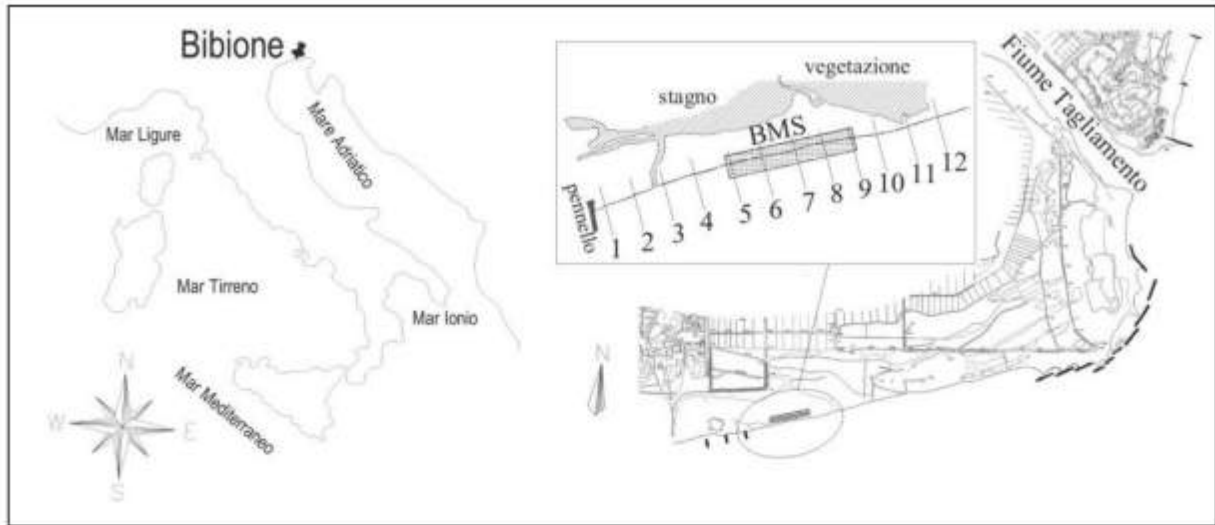 Bibione
Mar Ligure
Mare Adriatico
Mar Tirreno
Mar Ionio
Mar Mediterraneo
N
W
E
S
vegetazione
stagno
BMS
pennello
1
2
3
4
5
6
7
8
9
10
11
12
Fiume Tagliamento
N